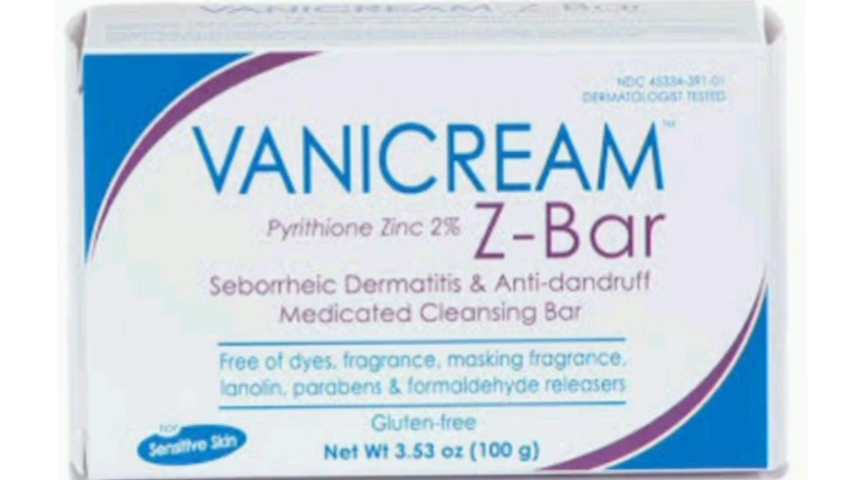 VANICREAM Z-Bar
NDC 45334-391-01
DERMATOLOGIST TESTED
VANICREAM™
Pyrithione Zinc 2% Z-Bar
Seborrheic Dermatitis & Anti-dandruff
Medicated Cleansing Bar
Free of dyes, fragrance, masking fragrance,
lanolin, parabens & formaldehyde releasers
Gluten-free
for
Sensitive Skin
Net Wt 3.53 oz (100 g)